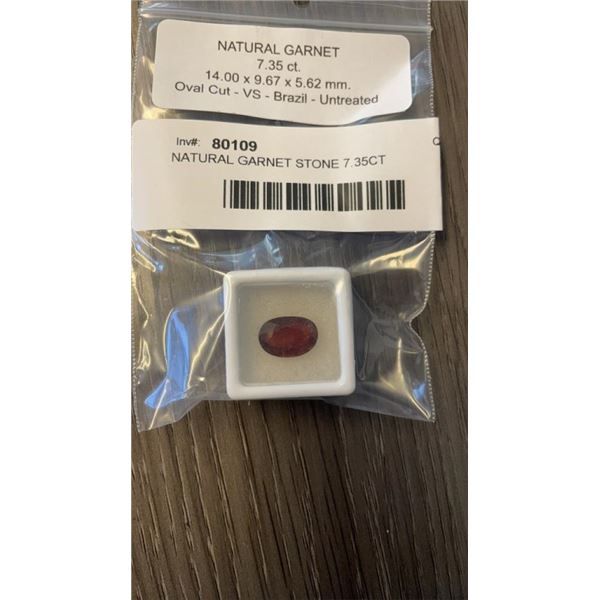 NATURAL GARNET
7.35 ct.
14.00 x 9.67 x 5.62 mm.
Oval Cut - VS - Brazil - Untreated
Inv#: 80109
NATURAL GARNET STONE 7.35CT